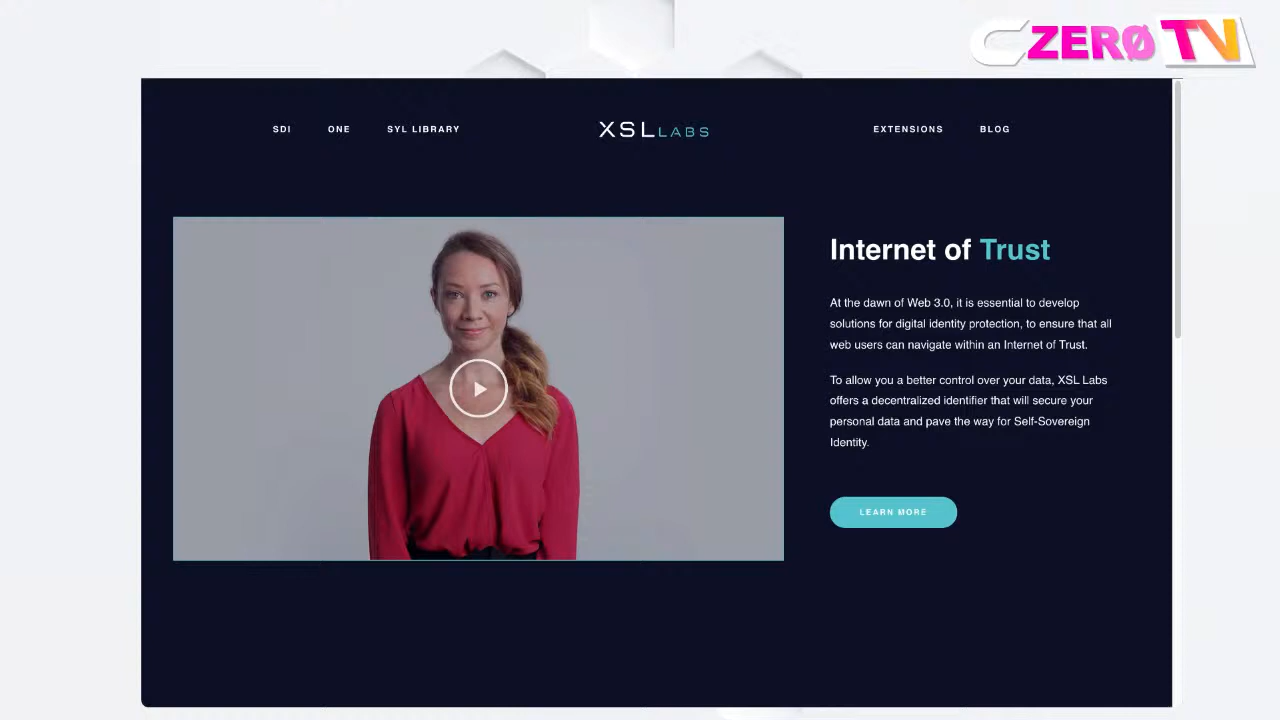 CZERØ TV
SDI
ONE
SYL LIBRARY
XSL LABS
EXTENSIONS
BLOG
Internet of Trust
At the dawn of Web 3.0, it is essential to develop
solutions for digital identity protection, to ensure that all
web users can navigate within an Internet of Trust.
To allow you a better control over your data, XSL Labs
offers a decentralized identifier that will secure your
personal data and pave the way for Self-Sovereign
Identity.
LEARN MORE